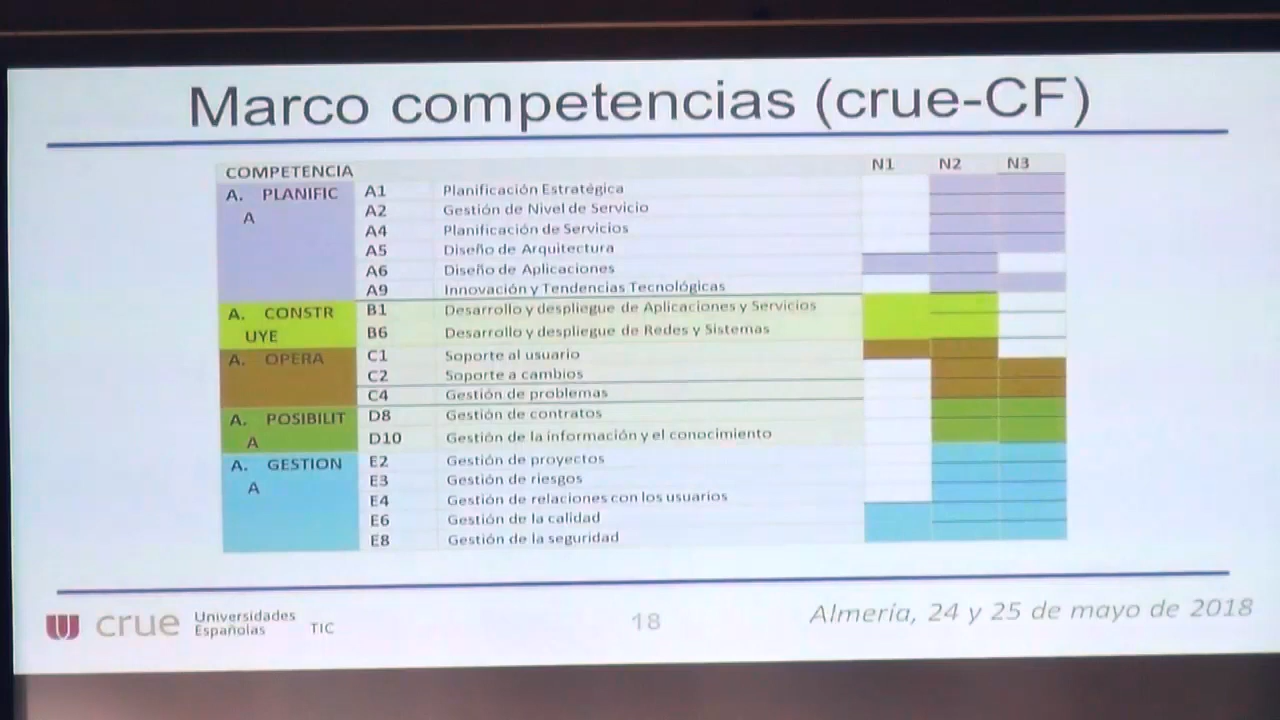 Marco competencias (crue-CF)
COMPETENCIA N1 N2 N3
A. PLANIFIC
A
A1 Planificación Estratégica
A2 Gestión de Nivel de Servicio
A4 Planificación de Servicios
A5 Diseño de Arquitectura
A6 Diseño de Aplicaciones
A9 Innovación y Tendencias Tecnológicas
A. CONSTR
UYE
B1 Desarrollo y despliegue de Aplicaciones y Servicios
B6 Desarrollo y despliegue de Redes y Sistemas
A. OPERA
C1 Soporte al usuario
C2 Soporte a cambios
C4 Gestión de problemas
A. POSIBILIT
A
D8 Gestión de contratos
D10 Gestión de la información y el conocimiento
A. GESTION
A
E2 Gestión de proyectos
E3 Gestión de riesgos
E4 Gestión de relaciones con los usuarios
E6 Gestión de la calidad
E8 Gestión de la seguridad
crue Universidades
Españolas TIC
18
Almería, 24 y 25 de mayo de 2018